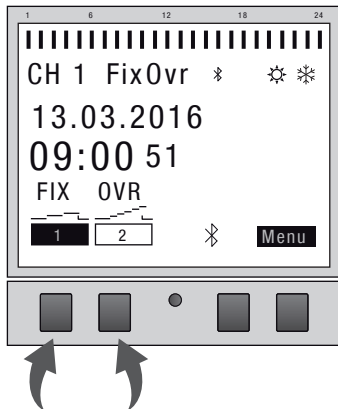 1 6 12 18 24
CH 1 FixOvr
13.03.2016
09:00 51
FIX OVR
1 2 Menu